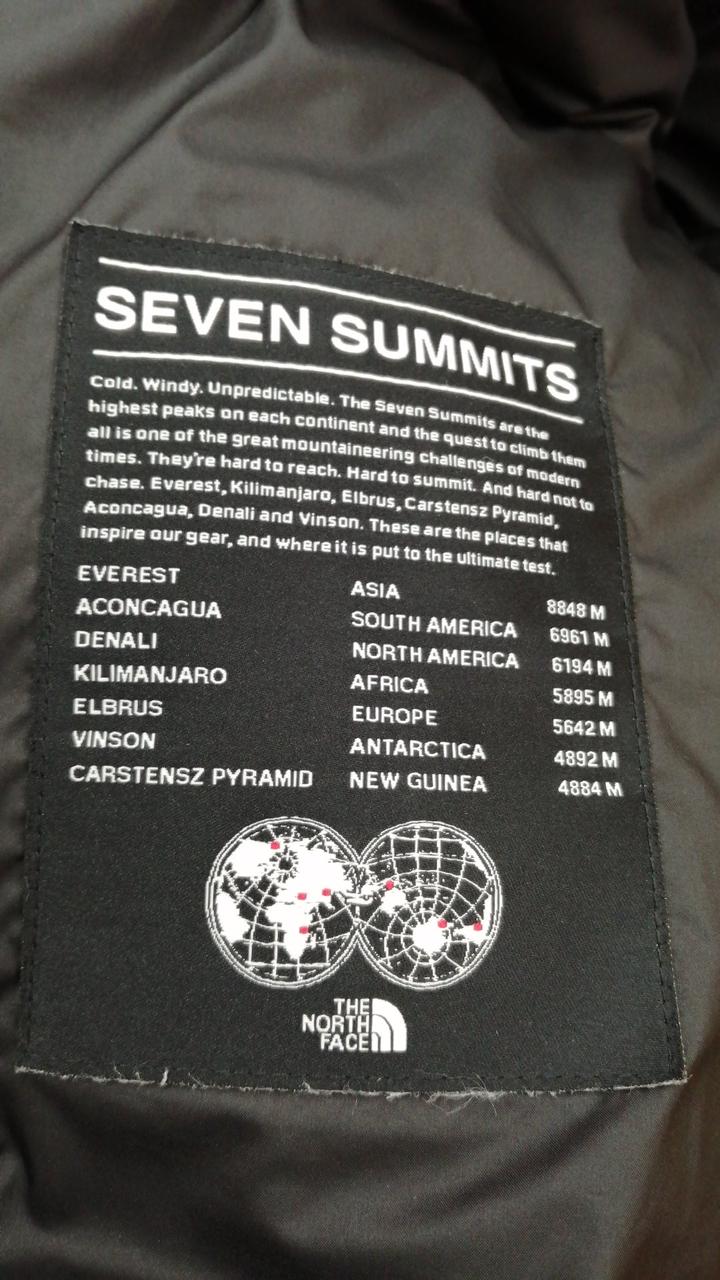 SEVEN SUMMITS
Cold. Windy. Unpredictable. The Seven Summits are the
highest peaks on each continent and the quest to climb them
all is one of the great mountaineering challenges of modern
times. They're hard to reach. Hard to summit. And hard not to
chase. Everest, Kilimanjaro, Elbrus, Carstensz Pyramid,
Aconcagua, Denali and Vinson. These are the places that
inspire our gear, and where it is put to the ultimate test.
EVEREST ASIA 8848 M
ACONCAGUA SOUTH AMERICA 6961 M
DENALI NORTH AMERICA 6194 M
KILIMANJARO AFRICA 5895 M
ELBRUS EUROPE 5642 M
VINSON ANTARCTICA 4892 M
CARSTENSZ PYRAMID NEW GUINEA 4884 M
THE
NORTH
FACE